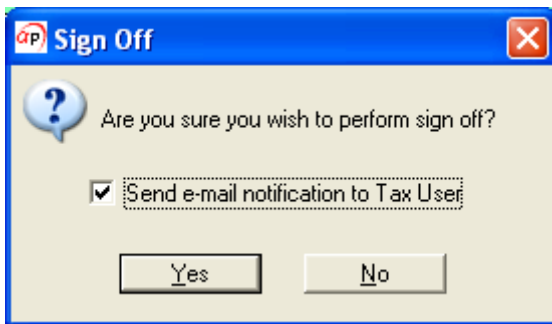 aP Sign Off
Are you sure you wish to perform sign off?
Send e-mail notification to Tax User
Yes No